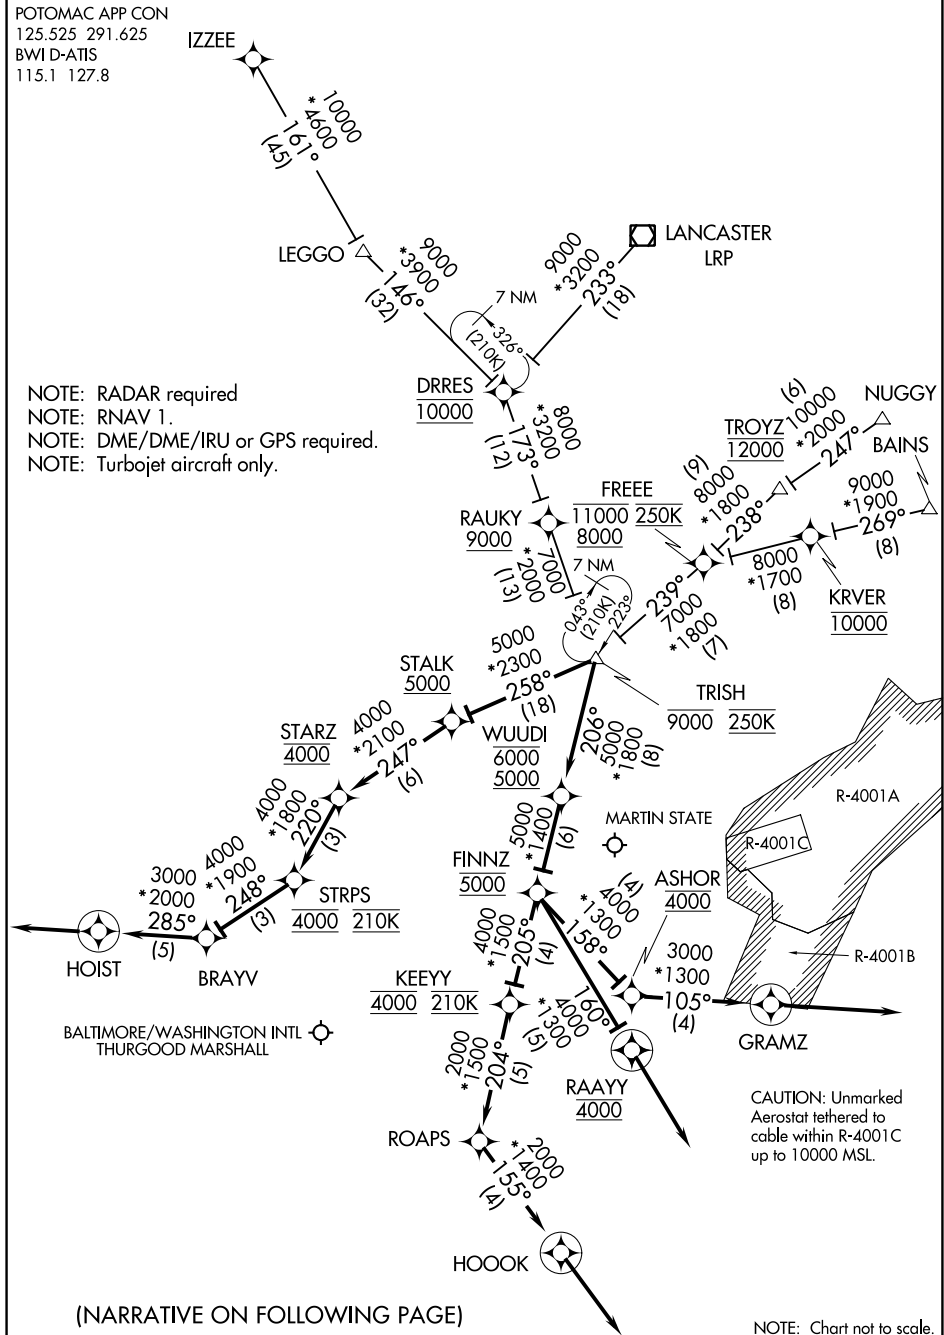 POTOMAC APP CON
125.525 291.625
BWI D-ATIS
115.1 127.8
IZZEE
10000
*4600
161°
(45)
LEGGO
9000
*3900
146°
(32)
LANCASTER
LRP
9000
*3200
233°
(18)
7 NM
326°
(210K)
DRRES
10000
NOTE: RADAR required
NOTE: RNAV 1.
NOTE: DME/DME/IRU or GPS required.
NOTE: Turbojet aircraft only.
8000
*3200
173°
(12)
NUGGY
(6)
10000
*2000
247°
TROYZ
12000
BAINS
9000
*1900
269°
(8)
(9)
8000
*1800
238°
FREEE
11000 250K
8000
RAUKY
9000
7000
*2000
(13)
8000
*1700
(8)
KRVER
10000
7 NM
043°
(210K)
223°
239°
7000
*1800
(7)
TRISH
9000 250K
5000
*2300
258°
(18)
STALK
5000
206°
5000
*1800
(8)
WUUDI
6000
5000
STARZ
4000
4000
*2100
247°
(6)
R-4001A
R-4001C
R-4001B
4000
*1800
220°
(3)
MARTIN STATE
5000
*1400
(6)
FINNZ
5000
ASHOR
4000
(4)
4000
*1300
158°
3000
*2000
285°
(5)
4000
*1900
248°
(3)
STRPS
4000 210K
HOIST
BRAYV
4000
*1500
205°
(4)
KEEYY
4000 210K
160°
4000
*1300
(5)
3000
*1300
105°
(4)
GRAMZ
BALTIMORE/WASHINGTON INTL
THURGOOD MARSHALL
2000
*1500
204°
(5)
RAAYY
4000
CAUTION: Unmarked
Aerostat tethered to
cable within R-4001C
up to 10000 MSL.
ROAPS
2000
*1400
155°
(4)
HOOOK
(NARRATIVE ON FOLLOWING PAGE)
NOTE: Chart not to scale.